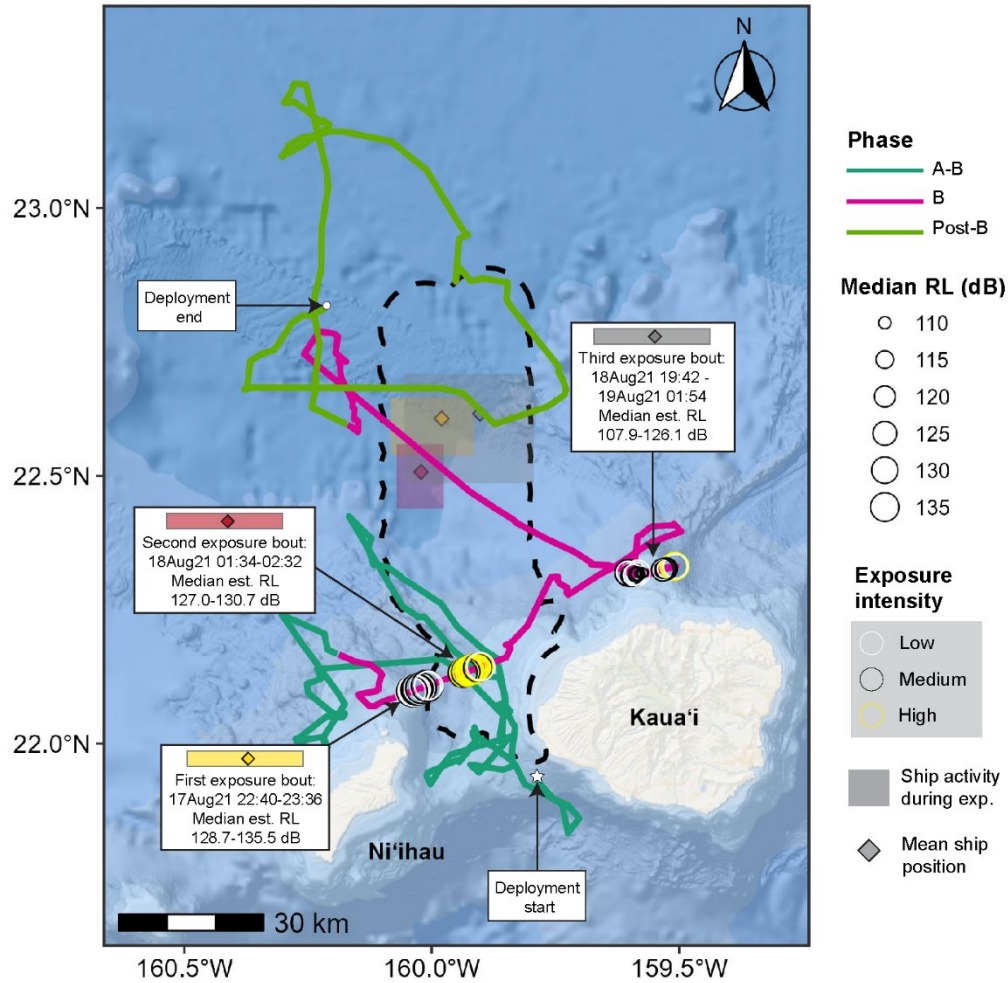 N
23.0°N
22.5°N
22.0°N
160.5°W
160.0°W
159.5°W
Deployment
end
Third exposure bout:
18Aug21 19:42 -
19Aug21 01:54
Median est. RL
107.9-126.1 dB
Second exposure bout:
18Aug21 01:34-02:32
Median est. RL
127.0-130.7 dB
First exposure bout:
17Aug21 22:40-23:36
Median est. RL
128.7-135.5 dB
Kauaʻi
Niʻihau
Deployment
start
30 km
Phase
A-B
B
Post-B
Median RL (dB)
110
115
120
125
130
135
Exposure
intensity
Low
Medium
High
Ship activity
during exp.
Mean ship
position